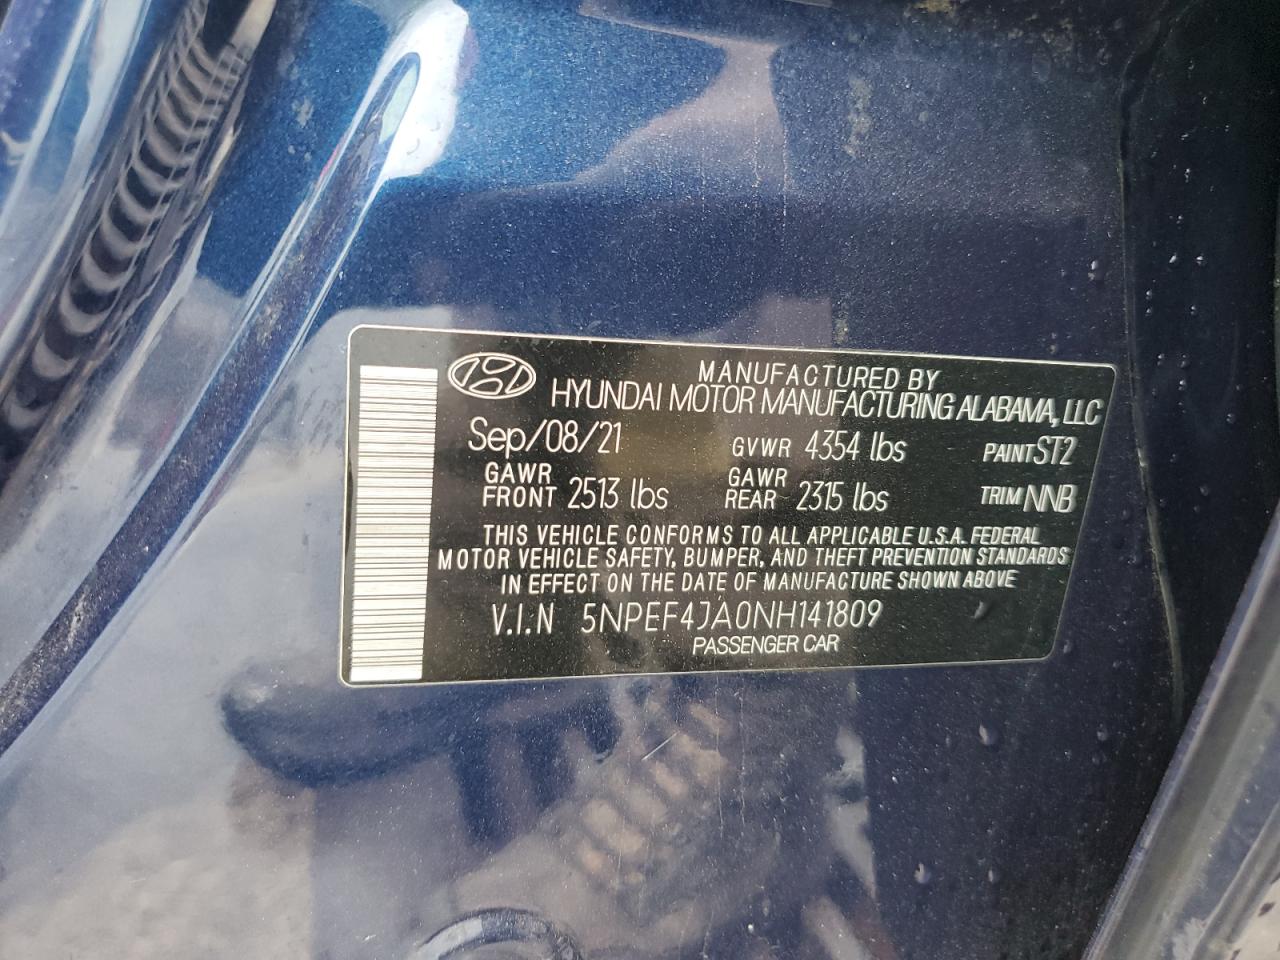 MANUFACTURED BY
HYUNDAI MOTOR MANUFACTURING ALABAMA, LLC
Sep/08/21 GVWR 4354 lbs PAINT ST2
GAWR FRONT 2513 lbs GAWR REAR 2315 lbs TRIM NNB
THIS VEHICLE CONFORMS TO ALL APPLICABLE U.S.A. FEDERAL
MOTOR VEHICLE SAFETY, BUMPER, AND THEFT PREVENTION STANDARDS
IN EFFECT ON THE DATE OF MANUFACTURE SHOWN ABOVE
V.I.N 5NPEF4JA0NH141809
PASSENGER CAR